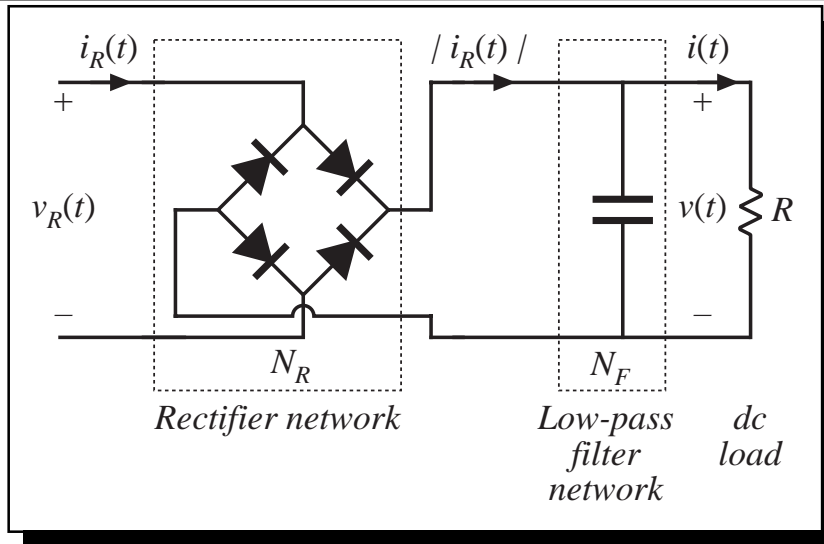 i_R(t)
| i_R(t) |
i(t)
+
+
v_R(t)
v(t)
R
–
–
N_R
N_F
Rectifier network
Low-pass
filter
network
dc
load